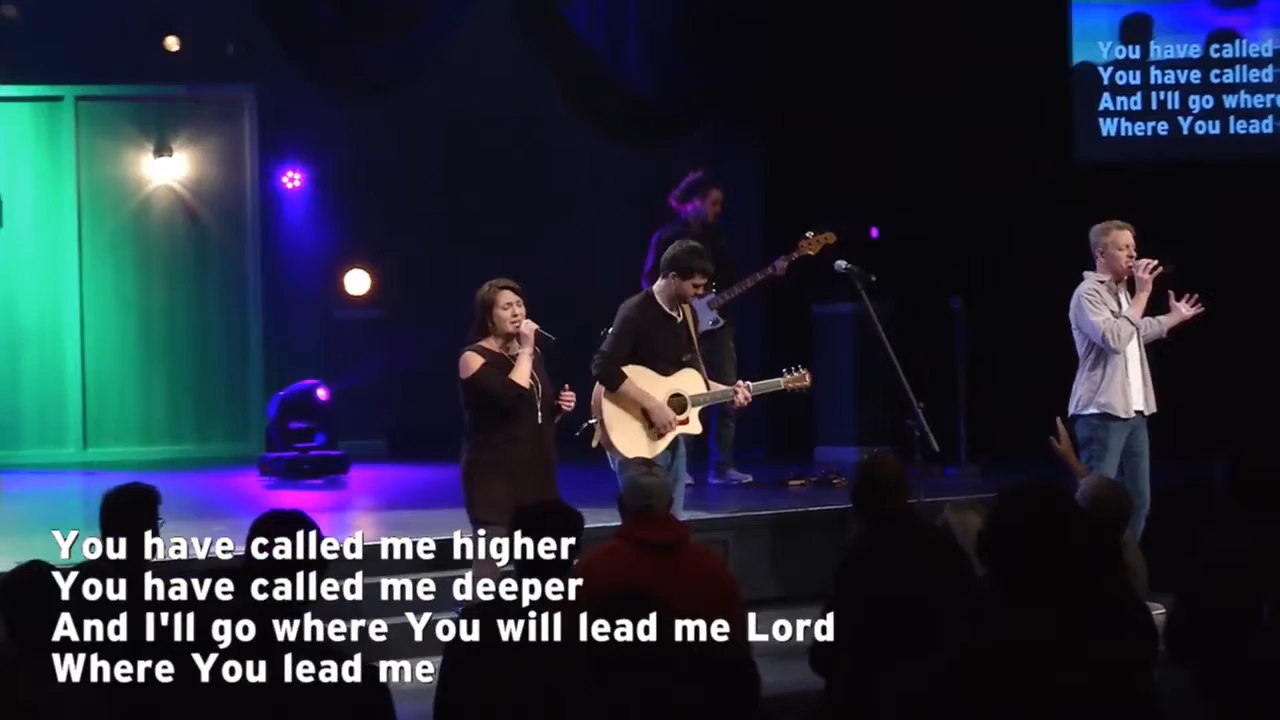 You have called
You have called
And I'll go where
Where You lead
You have called me higher
You have called me deeper
And I'll go where You will lead me Lord
Where You lead me